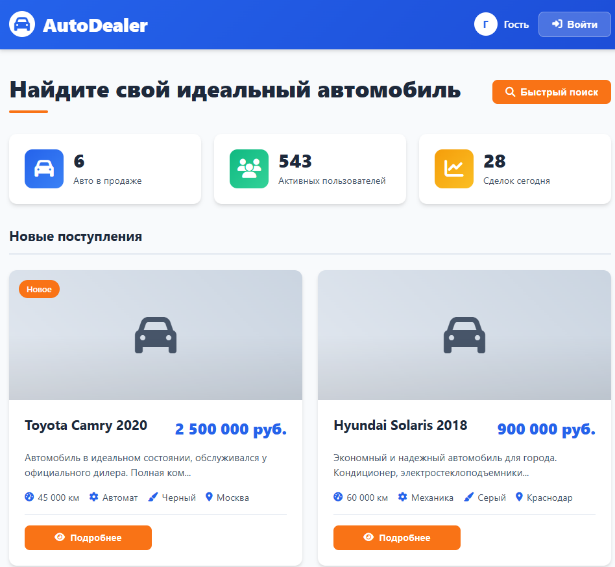 AutoDealer
Г Гость Войти
Найдите свой идеальный автомобиль
Быстрый поиск
6
Авто в продаже
543
Активных пользователей
28
Сделок сегодня
Новые поступления
Новое
Toyota Camry 2020
2 500 000 руб.
Автомобиль в идеальном состоянии, обслуживался у
официального дилера. Полная ком...
45 000 км Автомат Черный Москва
Подробнее
Hyundai Solaris 2018
900 000 руб.
Экономный и надежный автомобиль для города.
Кондиционер, электростеклоподъемники...
60 000 км Механика Серый Краснодар
Подробнее